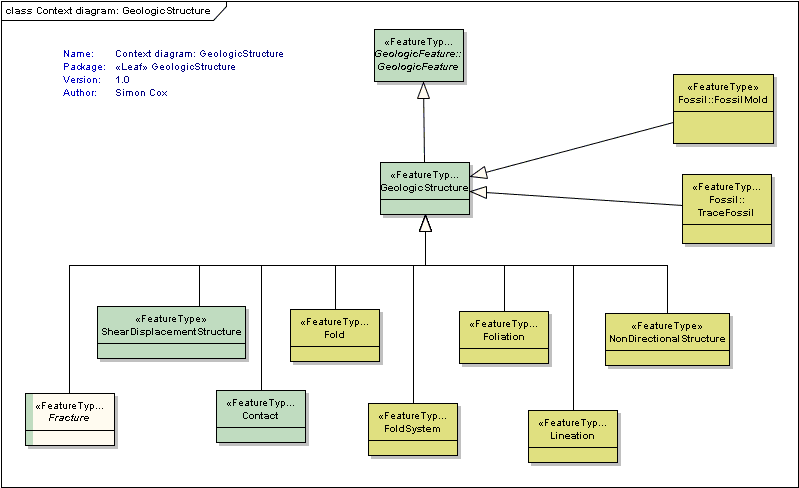 class Context diagram: GeologicStructure
Name: Context diagram: GeologicStructure
Package: «Leaf» GeologicStructure
Version: 1.0
Author: Simon Cox
«FeatureTyp...
GeologicFeature::
GeologicFeature
«FeatureType»
Fossil::FossilMold
«FeatureTyp...
GeologicStructure
«FeatureTyp...
Fossil::
TraceFossil
«FeatureType»
ShearDisplacementStructure
«FeatureTyp...
Fold
«FeatureTyp...
Foliation
«FeatureType»
NonDirectionalStructure
«FeatureTyp...
Fracture
«FeatureTyp...
Contact
«FeatureTyp...
FoldSystem
«FeatureTyp...
Lineation